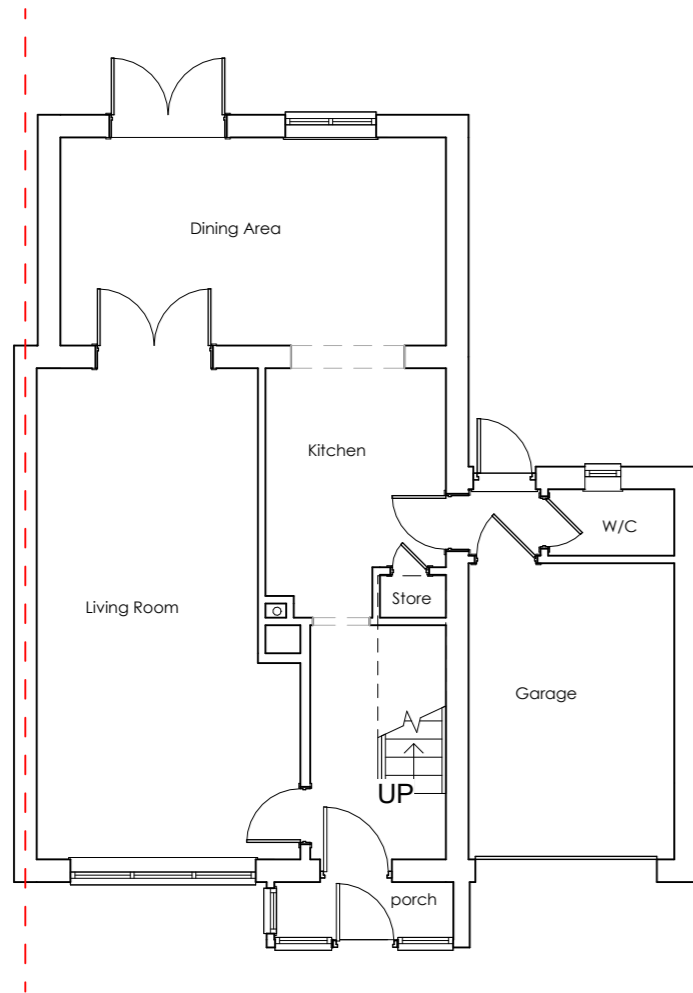 Dining Area
Kitchen
W/C
Living Room
Store
Garage
UP
porch